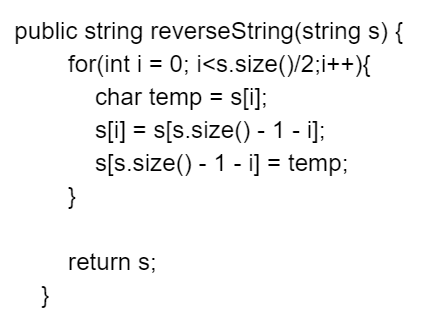 public string reverseString(string s) {
for(int i = 0; i<s.size()/2;i++){
char temp = s[i];
s[i] = s[s.size() - 1 - i];
s[s.size() - 1 - i] = temp;
}
return s;
}